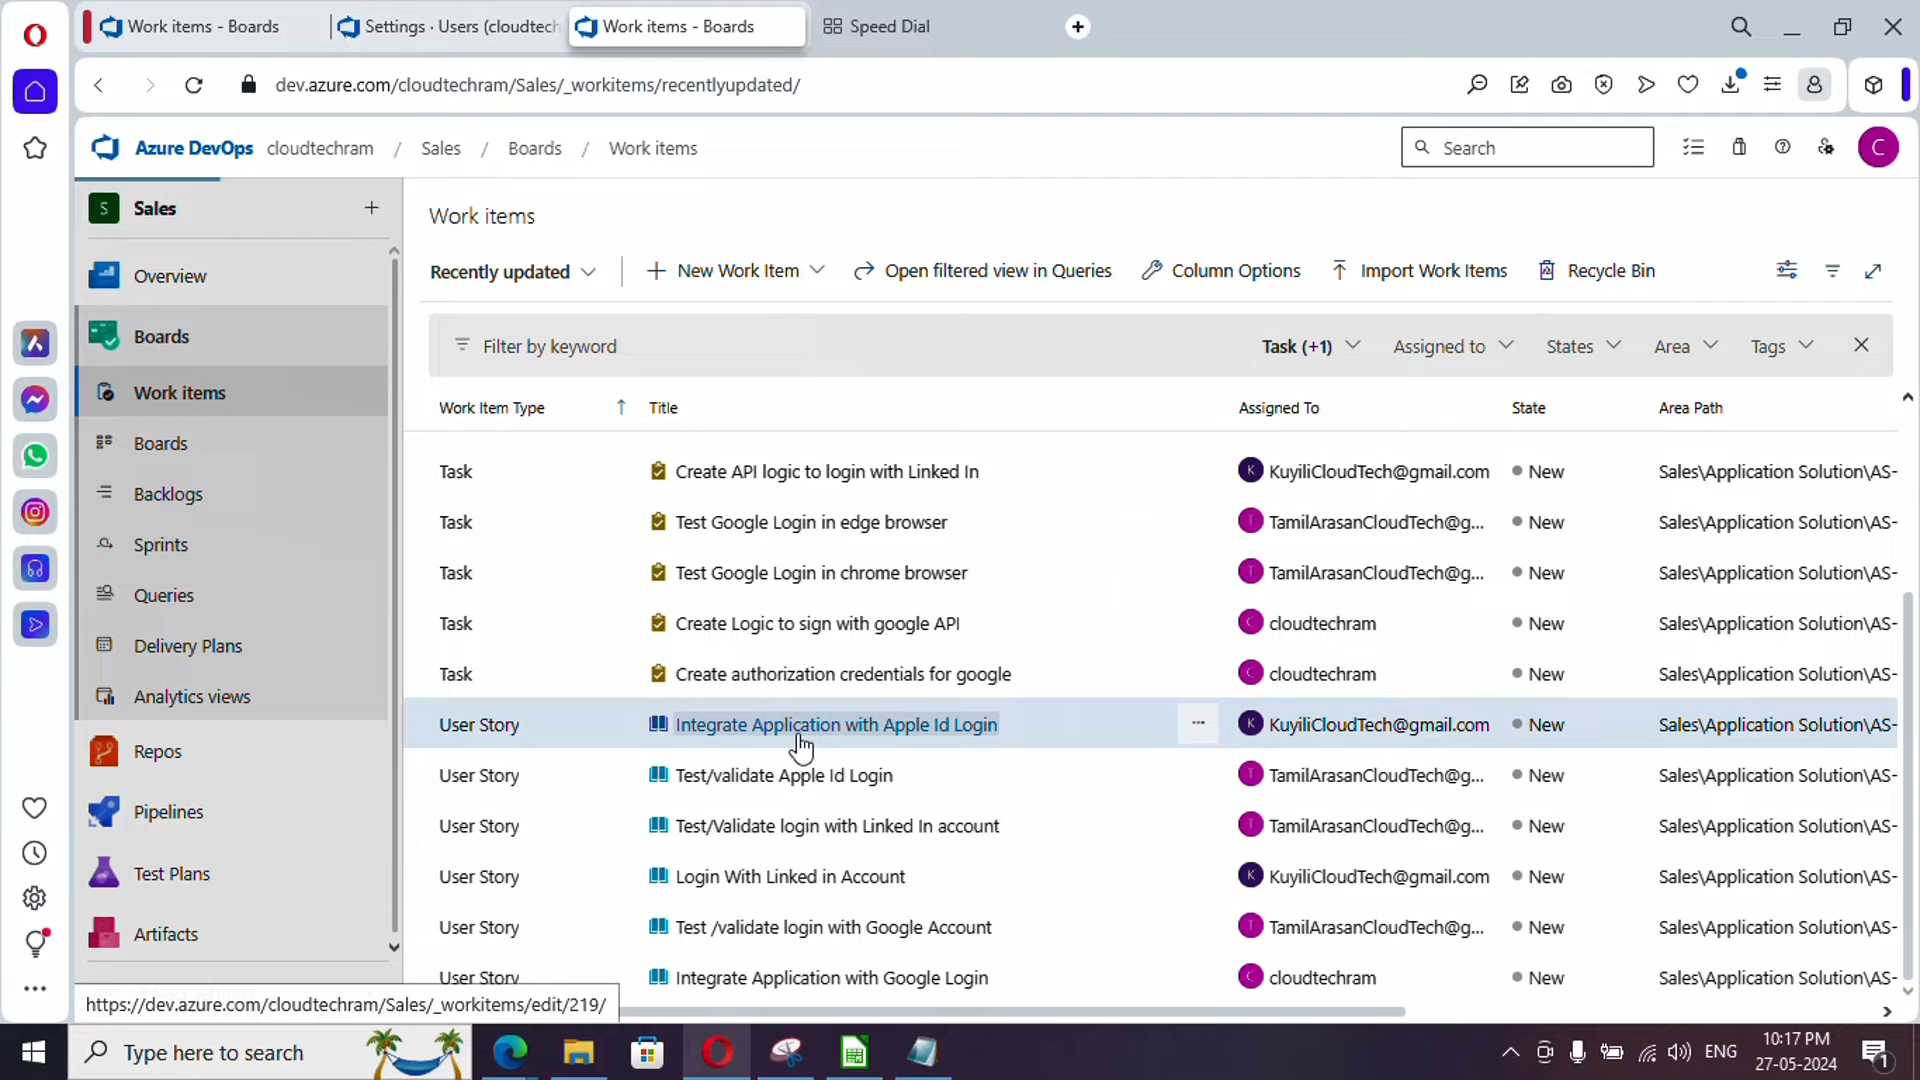 Work items - Boards
Settings · Users (cloudtech
Work items - Boards
Speed Dial
dev.azure.com/cloudtechram/Sales/_workitems/recentlyupdated/
Azure DevOps cloudtechram / Sales / Boards / Work items
Search
C
S Sales
Work items
Overview
Recently updated
New Work Item
Open filtered view in Queries
Column Options
Import Work Items
Recycle Bin
Boards
Filter by keyword
Task (+1)
Assigned to
States
Area
Tags
Work items
Work Item Type Title Assigned To State Area Path
Boards
Task Create API logic to login with Linked In K KuyiliCloudTech@gmail.com New Sales\Application Solution\AS-
Backlogs
Task Test Google Login in edge browser T TamilArasanCloudTech@g... New Sales\Application Solution\AS-
Sprints
Task Test Google Login in chrome browser T TamilArasanCloudTech@g... New Sales\Application Solution\AS-
Queries
Task Create Logic to sign with google API C cloudtechram New Sales\Application Solution\AS-
Delivery Plans
Task Create authorization credentials for google C cloudtechram New Sales\Application Solution\AS-
Analytics views
User Story Integrate Application with Apple Id Login K KuyiliCloudTech@gmail.com New Sales\Application Solution\AS-
Repos
User Story Test/validate Apple Id Login T TamilArasanCloudTech@g... New Sales\Application Solution\AS-
Pipelines
User Story Test/Validate login with Linked In account T TamilArasanCloudTech@g... New Sales\Application Solution\AS-
Test Plans
User Story Login With Linked in Account K KuyiliCloudTech@gmail.com New Sales\Application Solution\AS-
Artifacts
User Story Test /validate login with Google Account T TamilArasanCloudTech@g... New Sales\Application Solution\AS-
User Story Integrate Application with Google Login C cloudtechram New Sales\Application Solution\AS-
https://dev.azure.com/cloudtechram/Sales/_workitems/edit/219/
Type here to search
ENG
10:17 PM
27-05-2024
1